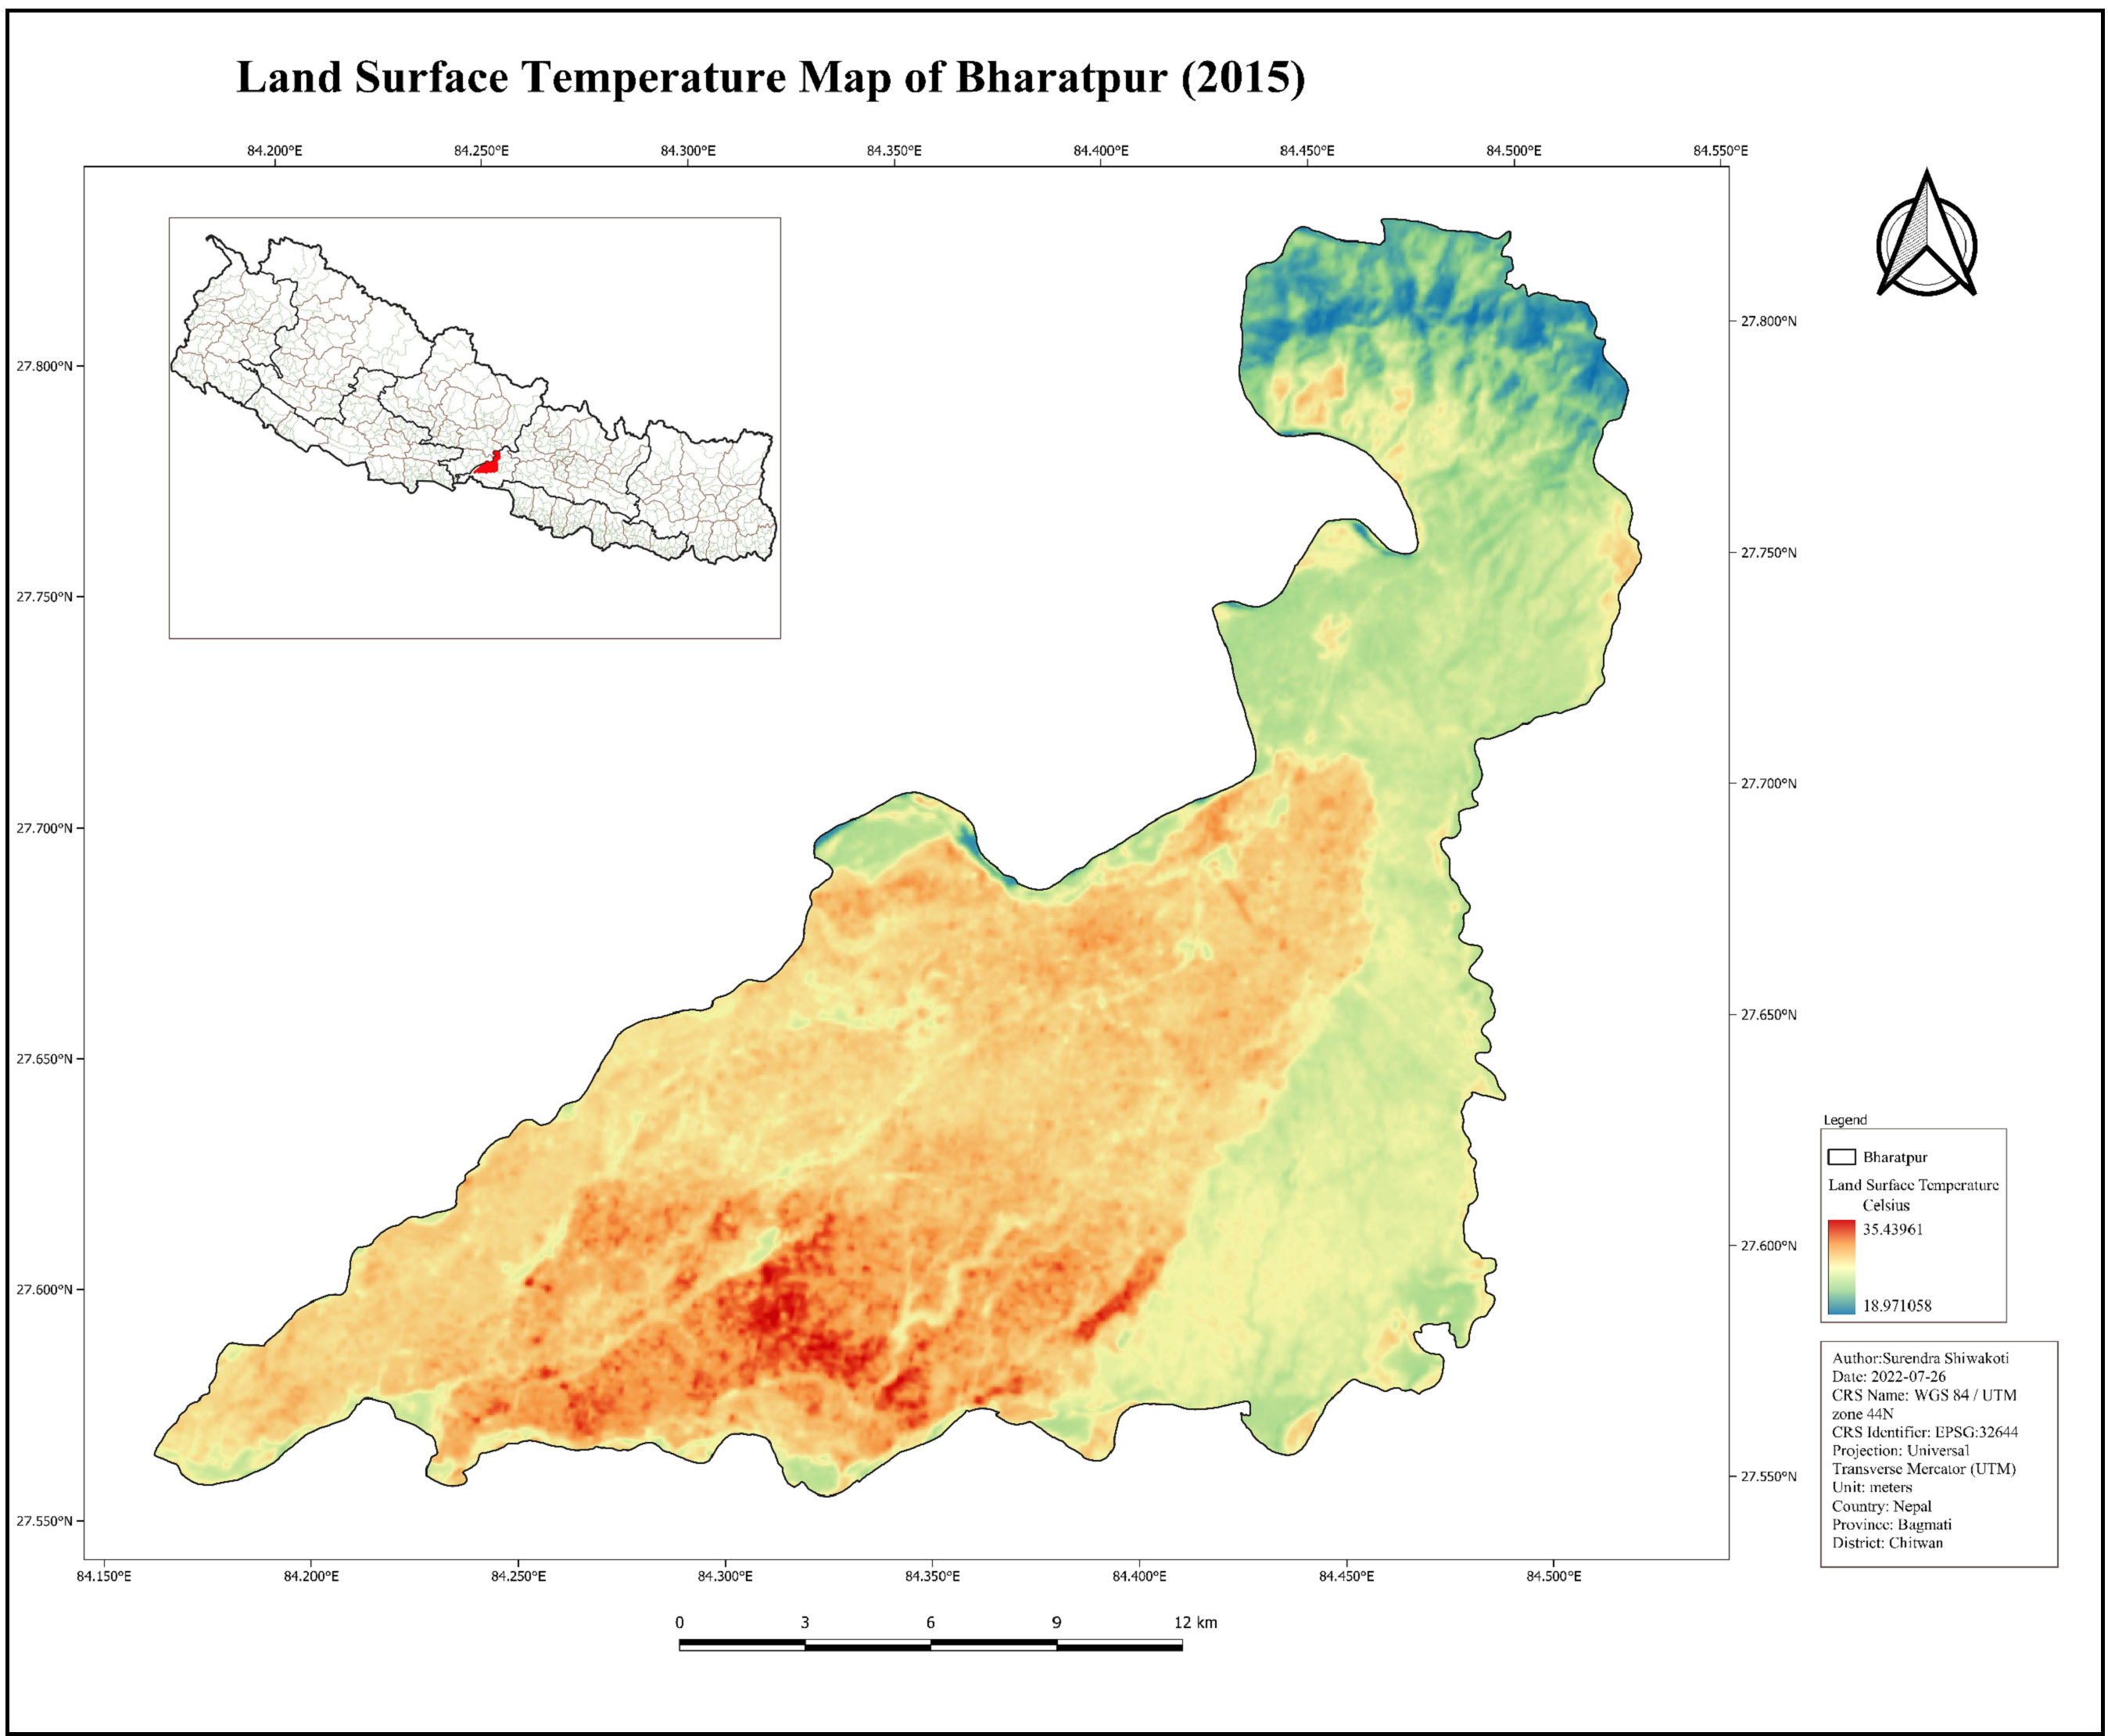 Land Surface Temperature Map of Bharatpur (2015)
84.200°E 84.250°E 84.300°E 84.350°E 84.400°E 84.450°E 84.500°E 84.550°E
27.800°N
27.800°N
27.750°N
27.750°N
27.700°N
27.700°N
27.650°N
27.650°N
27.600°N
27.600°N
27.550°N
27.550°N
84.150°E 84.200°E 84.250°E 84.300°E 84.350°E 84.400°E 84.450°E 84.500°E
0 3 6 9 12 km
Legend
Bharatpur
Land Surface Temperature
Celsius
35.43961
18.971058
Author:Surendra Shiwakoti
Date: 2022-07-26
CRS Name: WGS 84 / UTM
zone 44N
CRS Identifier: EPSG:32644
Projection: Universal
Transverse Mercator (UTM)
Unit: meters
Country: Nepal
Province: Bagmati
District: Chitwan